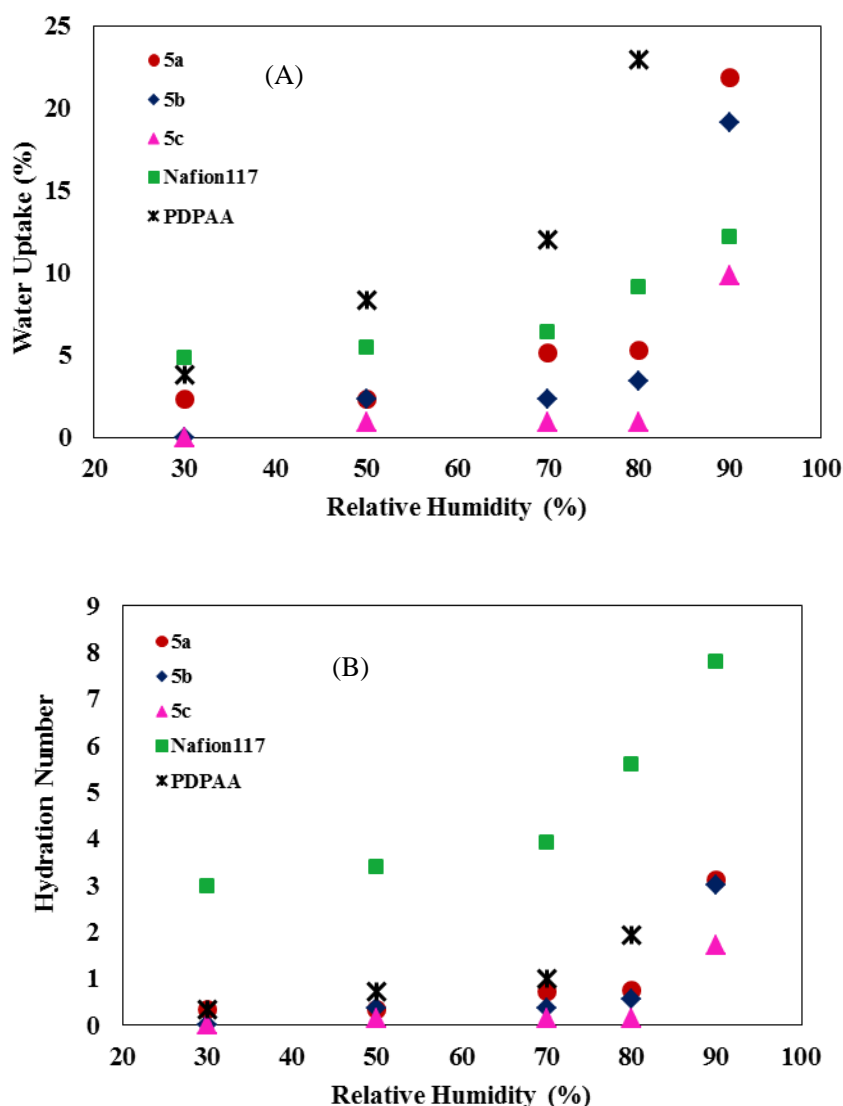 25
20
15
10
5
0
Water Uptake (%)
5a
5b
5c
Nafion117
PDPAA
(A)
20 30 40 50 60 70 80 90 100
Relative Humidity (%)
9
8
7
6
5
4
3
2
1
0
Hydration Number
5a
5b
5c
Nafion117
PDPAA
(B)
20 30 40 50 60 70 80 90 100
Relative Humidity (%)